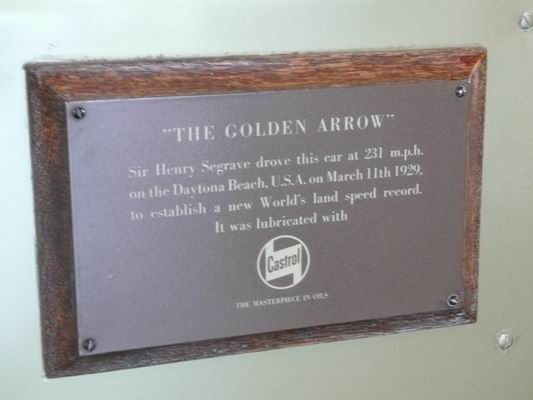 "THE GOLDEN ARROW"
Sir Henry Segrave drove this car at 231 m.p.h.
on the Daytona Beach, U.S.A. on March 11th 1929,
to establish a new World's land speed record.
It was lubricated with
Castrol
THE MASTERPIECE IN OILS